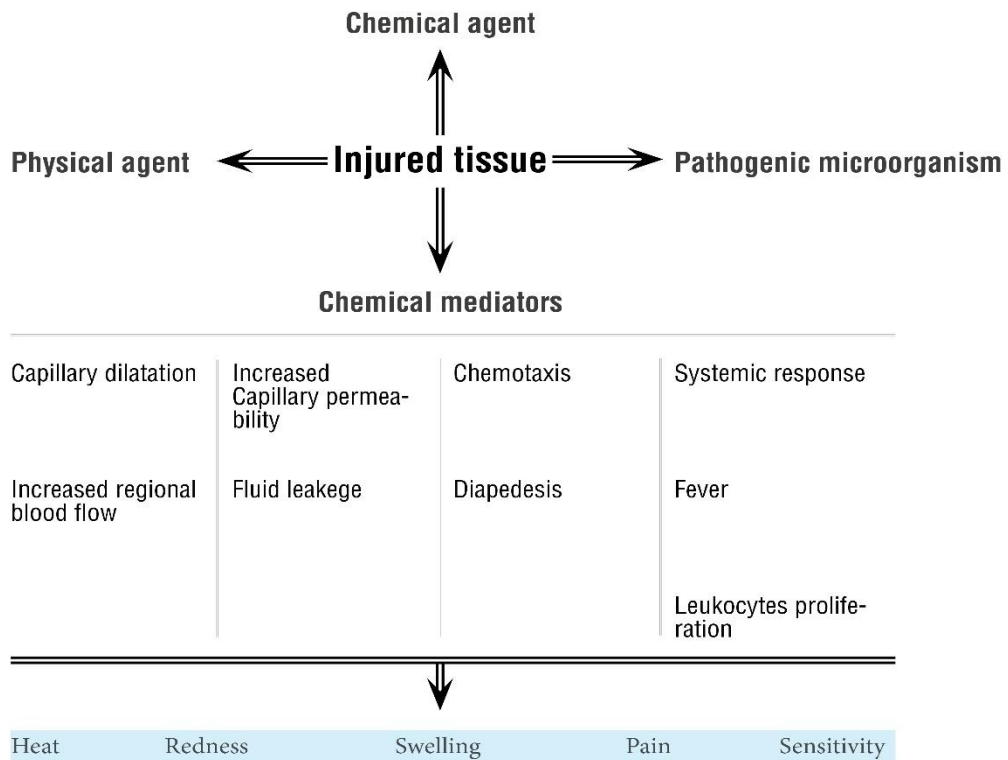 Chemical agent
Physical agent Injured tissue Pathogenic microorganism
Chemical mediators
Capillary dilatation
Increased regional
blood flow
Increased
Capillary permea-
bility
Fluid leakege
Chemotaxis
Diapedesis
Systemic response
Fever
Leukocytes prolife-
ration
Heat Redness Swelling Pain Sensitivity